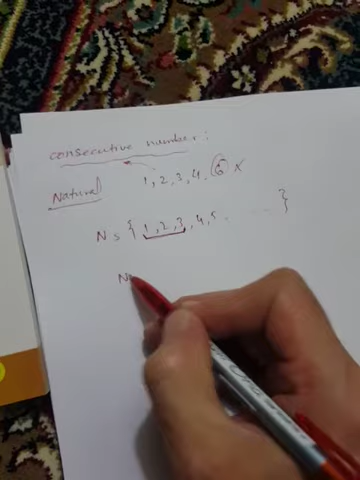 consecutive number:
1, 2, 3, 4, 6 x
Natural
N s { 1, 2, 3, 4, 5, . . . . }
N